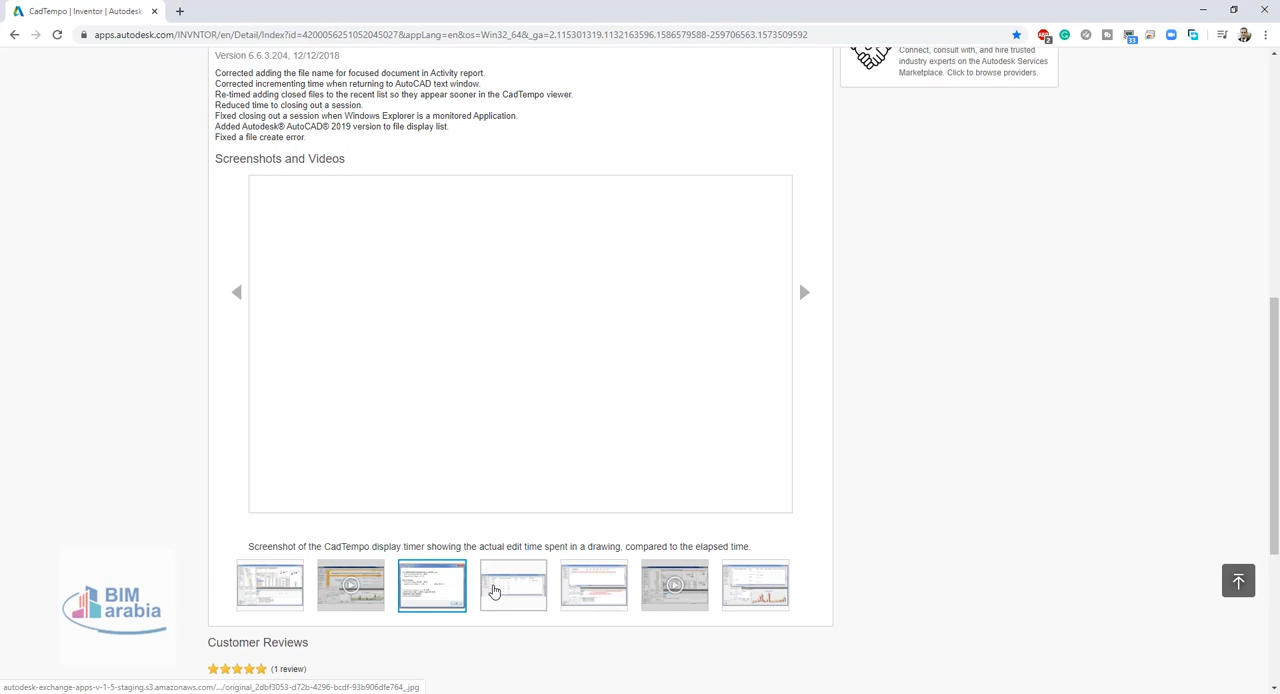 CadTempo | Inventor | Autodesk
apps.autodesk.com/INVNTOR/en/Detail/Index?id=4200056251052045027&appLang=en&os=Win32_64&_ga=2.115301319.1132163596.1586579588-259706563.1573509592
2
33
Version 6.6.3.204, 12/12/2018
Corrected adding the file name for focused document in Activity report.
Corrected incrementing time when returning to AutoCAD text window.
Re-timed adding closed files to the recent list so they appear sooner in the CadTempo viewer.
Reduced time to closing out a session.
Fixed closing out a session when Windows Explorer is a monitored Application.
Added Autodesk® AutoCAD® 2019 version to file display list.
Fixed a file create error.
Connect, consult with, and hire trusted
industry experts on the Autodesk Services
Marketplace. Click to browse providers.
Screenshots and Videos
Screenshot of the CadTempo display timer showing the actual edit time spent in a drawing, compared to the elapsed time.
BIM
arabia
Customer Reviews
(1 review)
autodesk-exchange-apps-v-1-5-staging.s3.amazonaws.com/.../original_2dbf3053-d72b-4296-bcdf-93b906dfe764_.jpg